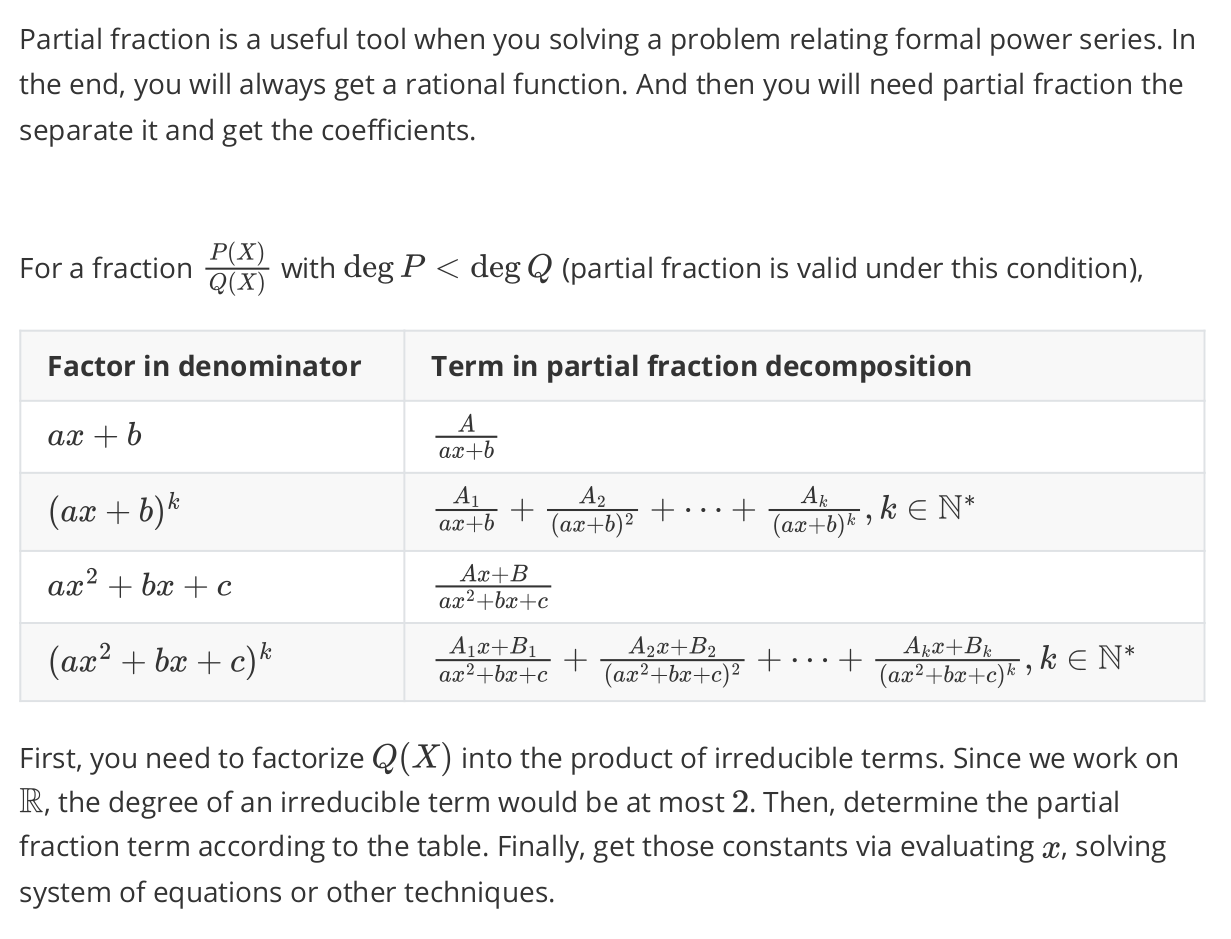 Partial fraction is a useful tool when you solving a problem relating formal power series. In
the end, you will always get a rational function. And then you will need partial fraction the
separate it and get the coefficients.
For a fraction $\frac{P(X)}{Q(X)}$ with $\deg P < \deg Q$ (partial fraction is valid under this condition),
Factor in denominator Term in partial fraction decomposition
$ax + b$ $\frac{A}{ax+b}$
$(ax + b)^k$ $\frac{A_1}{ax+b} + \frac{A_2}{(ax+b)^2} + \cdots + \frac{A_k}{(ax+b)^k}, k \in \mathbb{N}^*$
$ax^2 + bx + c$ $\frac{Ax+B}{ax^2+bx+c}$
$(ax^2 + bx + c)^k$ $\frac{A_1x+B_1}{ax^2+bx+c} + \frac{A_2x+B_2}{(ax^2+bx+c)^2} + \cdots + \frac{A_kx+B_k}{(ax^2+bx+c)^k}, k \in \mathbb{N}^*$
First, you need to factorize $Q(X)$ into the product of irreducible terms. Since we work on
$\mathbb{R}$, the degree of an irreducible term would be at most $2$. Then, determine the partial
fraction term according to the table. Finally, get those constants via evaluating $x$, solving
system of equations or other techniques.